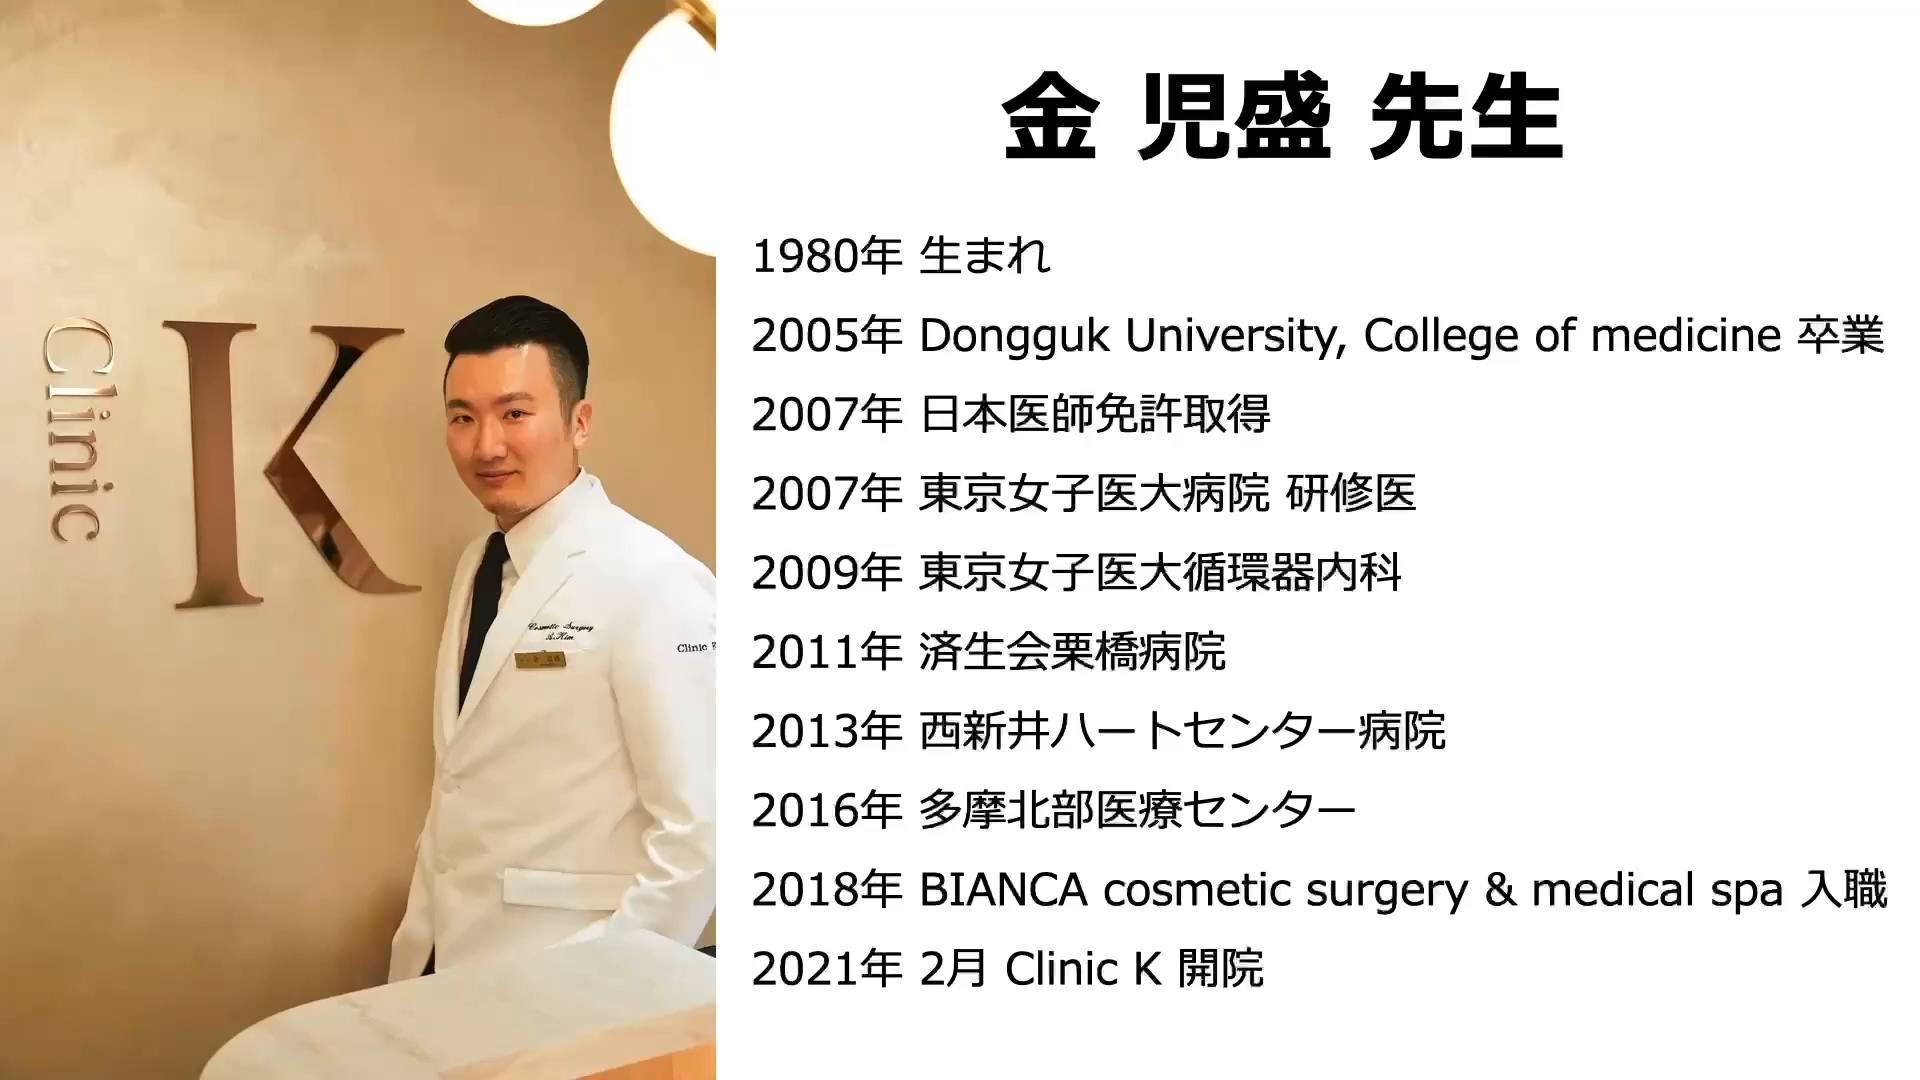 Clinic K
Cosmetic Surgery
A.Kim
Clinic K
金 児盛 先生
1980年 生まれ
2005年 Dongguk University, College of medicine 卒業
2007年 日本医師免許取得
2007年 東京女子医大病院 研修医
2009年 東京女子医大循環器内科
2011年 済生会栗橋病院
2013年 西新井ハートセンター病院
2016年 多摩北部医療センター
2018年 BIANCA cosmetic surgery & medical spa 入職
2021年 2月 Clinic K 開院